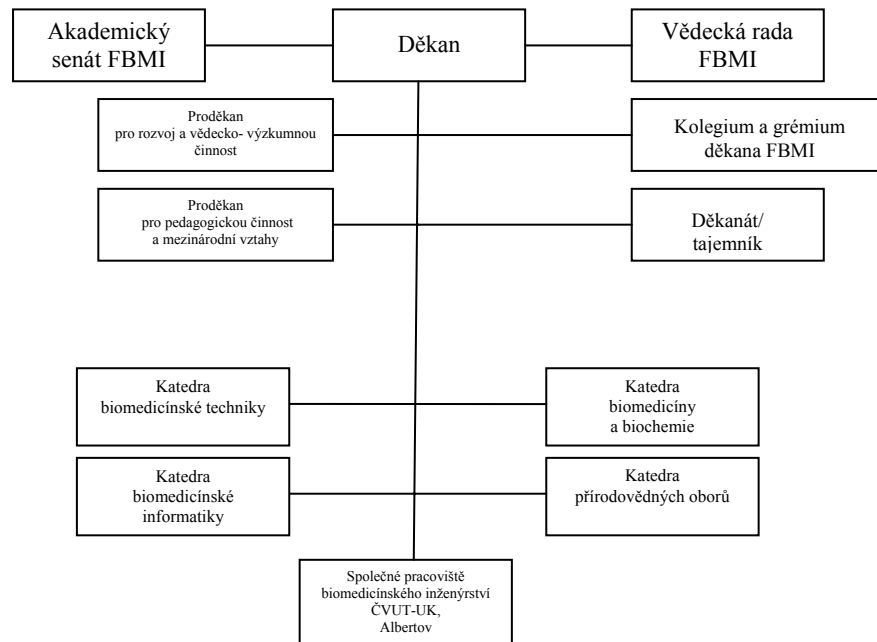 Akademický
senát FBMI
Děkan
Vědecká rada
FBMI
Proděkan
pro rozvoj a vědecko- výzkumnou
činnost
Kolegium a grémium
děkana FBMI
Proděkan
pro pedagogickou činnost
a mezinárodní vztahy
Děkanát/
tajemník
Katedra
biomedicínské techniky
Katedra
biomedicíny
a biochemie
Katedra
biomedicínské
informatiky
Katedra
přírodovědných oborů
Společné pracoviště
biomedicínského inženýrství
ČVUT-UK,
Albertov